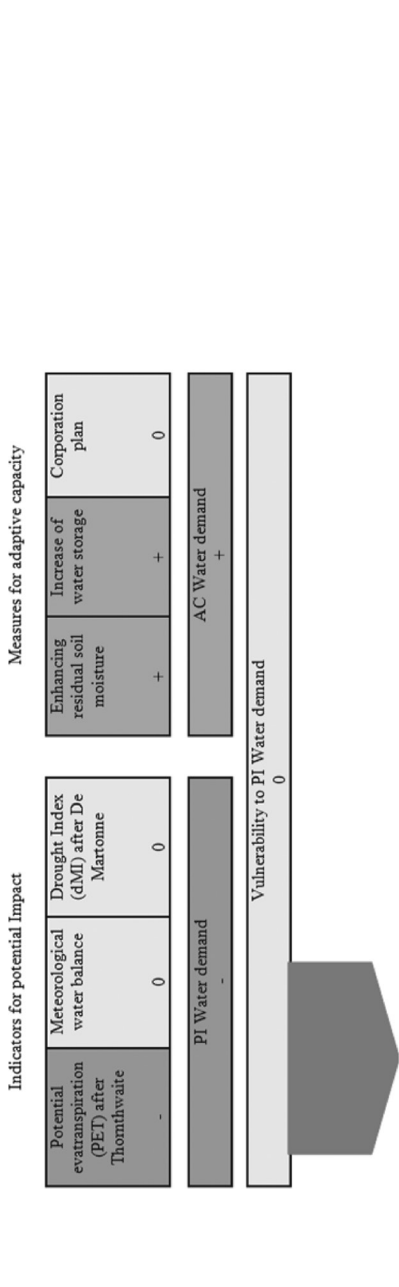 Indicators for potential Impact
Measures for adaptive capacity
Potential
evatranspiration
(PET) after
Thornthwaite
-
Meteorological
water balance
0
Drought Index
(dMI) after De
Martonne
0
Enhancing
residual soil
moisture
+
Increase of
water storage
+
Corporation
plan
0
PI Water demand
-
AC Water demand
+
Vulnerability to PI Water demand
0